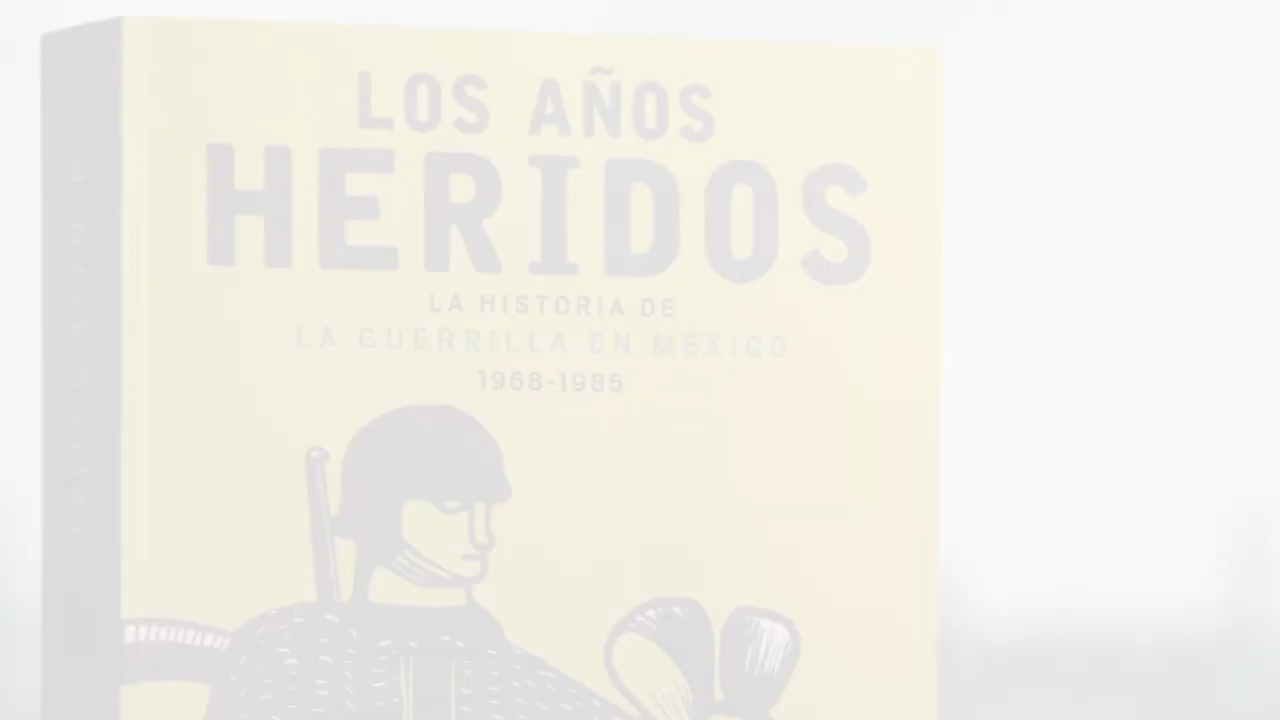 LOS AÑOS
HERIDOS
LA HISTORIA DE
LA GUERRILLA EN MÉXICO
1968-1985